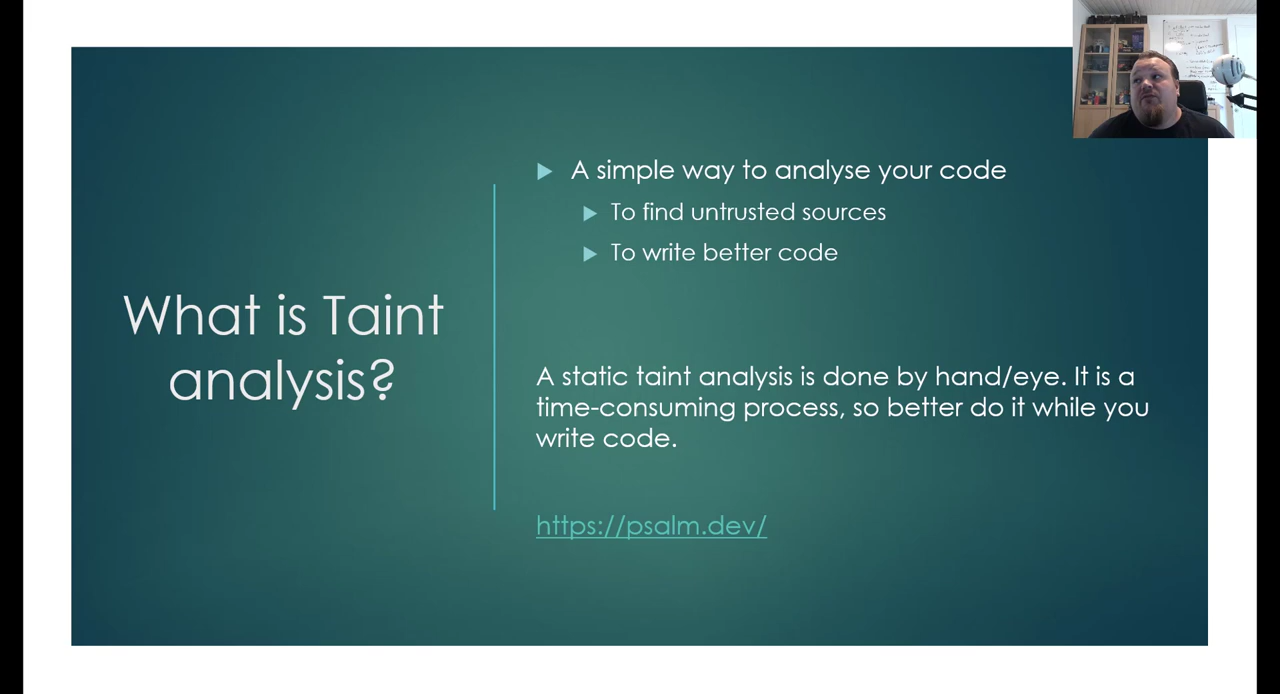 What is Taint
analysis?
A simple way to analyse your code
To find untrusted sources
To write better code
A static taint analysis is done by hand/eye. It is a
time-consuming process, so better do it while you
write code.
https://psalm.dev/